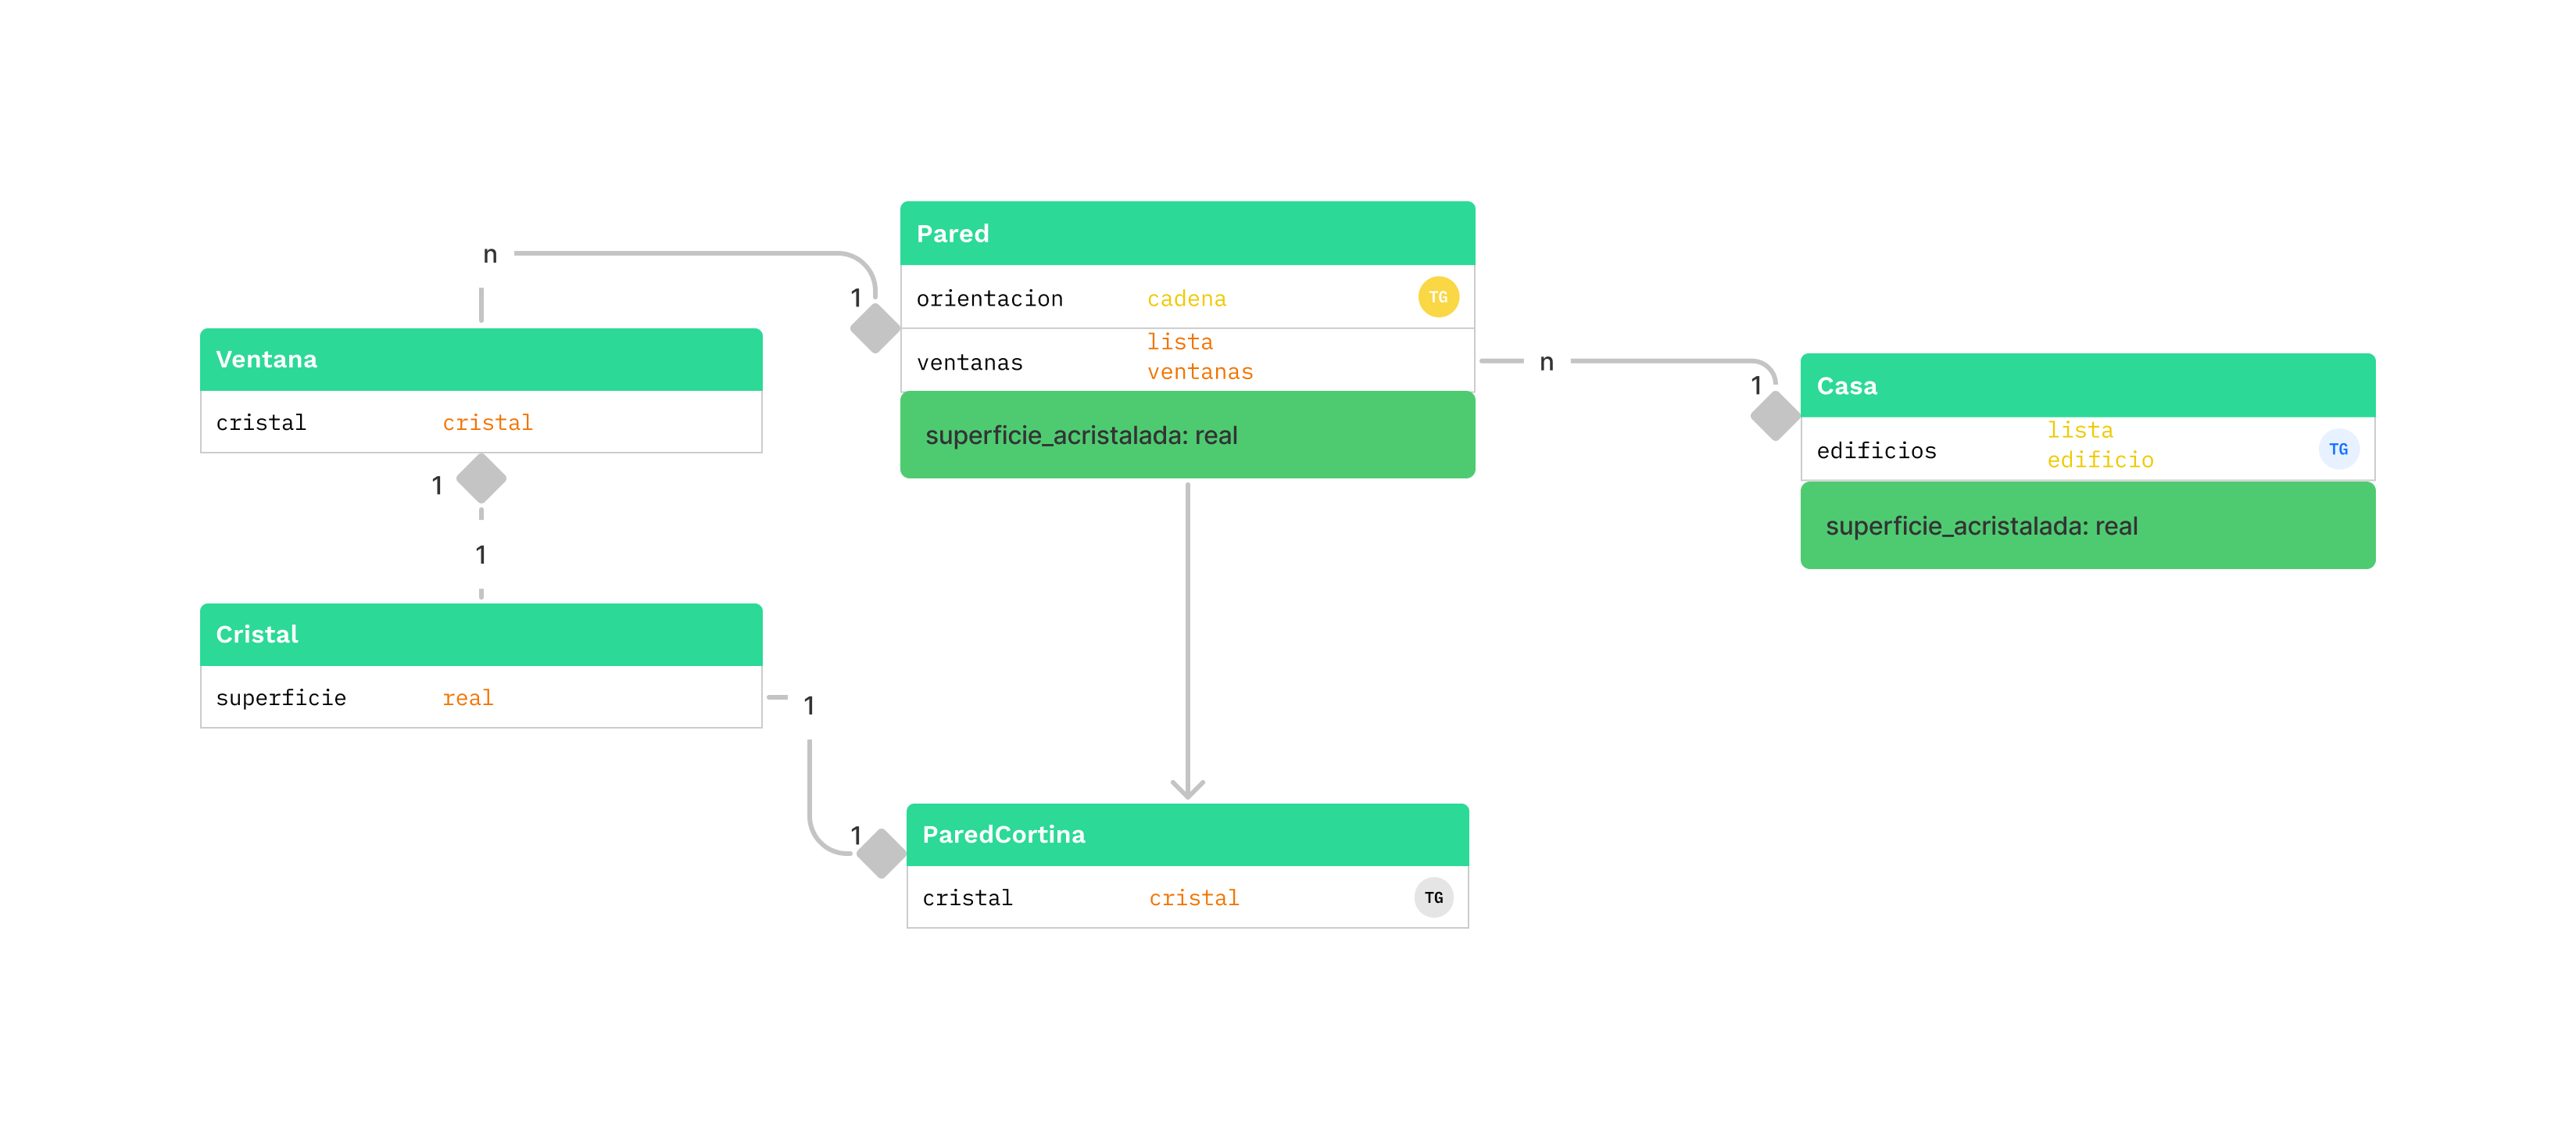 n
Ventana
cristal cristal
1
1
Cristal
superficie real
1
1
Pared
orientacion cadena TG
ventanas lista
ventanas
superficie_acristalada: real
1
ParedCortina
cristal cristal TG
n
1
Casa
edificios lista
edificio TG
superficie_acristalada: real